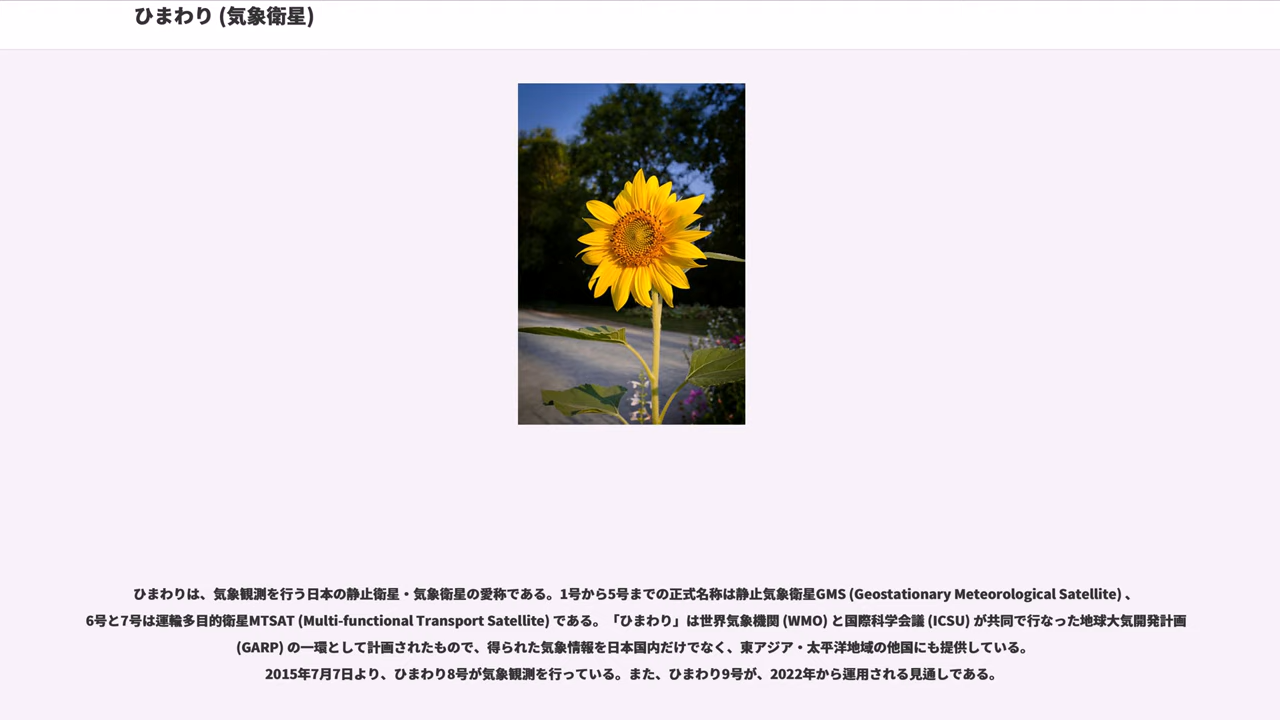 ひまわり (気象衛星)
ひまわりは、気象観測を行う日本の静止衛星・気象衛星の愛称である。1号から5号までの正式名称は静止気象衛星GMS (Geostationary Meteorological Satellite) 、
6号と7号は運輸多目的衛星MTSAT (Multi-functional Transport Satellite) である。「ひまわり」は世界気象機関 (WMO) と国際科学会議 (ICSU) が共同で行なった地球大気開発計画
(GARP) の一環として計画されたもので、得られた気象情報を日本国内だけでなく、東アジア・太平洋地域の他国にも提供している。
2015年7月7日より、ひまわり8号が気象観測を行っている。また、ひまわり9号が、2022年から運用される見通しである。